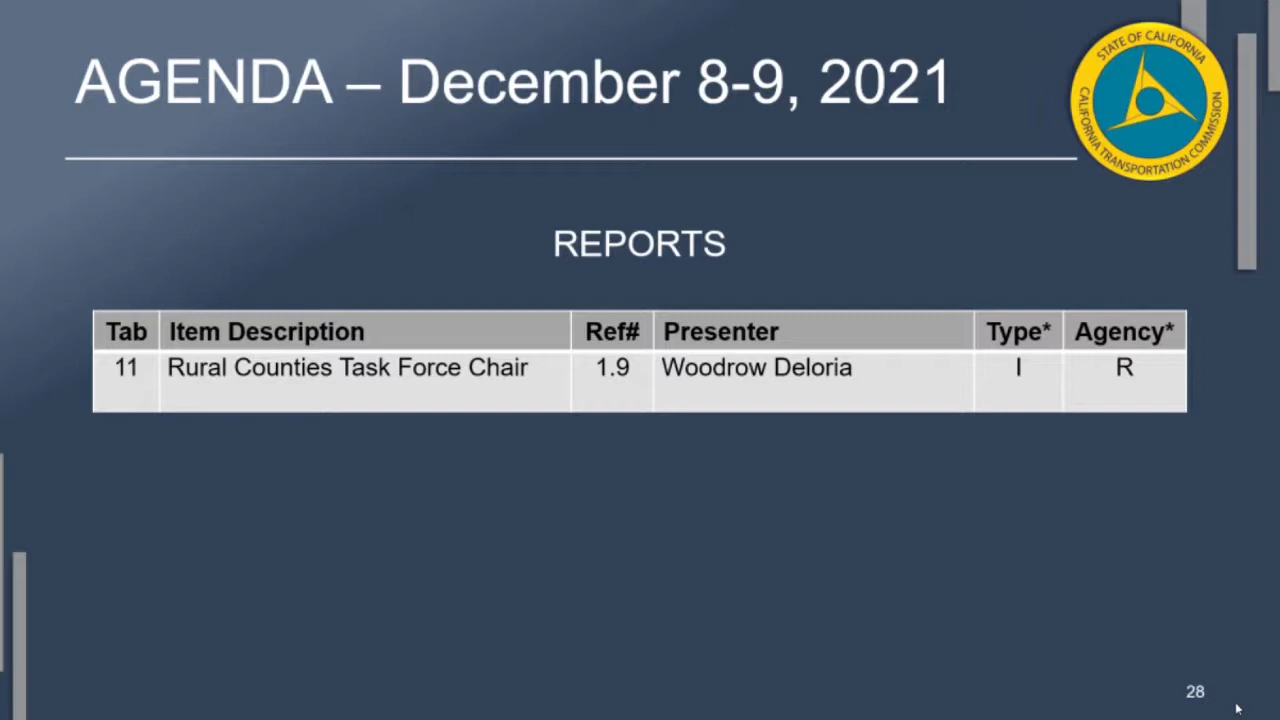 AGENDA – December 8-9, 2021
STATE OF CALIFORNIA
CALIFORNIA TRANSPORTATION COMMISSION
REPORTS
Tab Item Description Ref# Presenter Type* Agency*
11 Rural Counties Task Force Chair 1.9 Woodrow Deloria I R
28